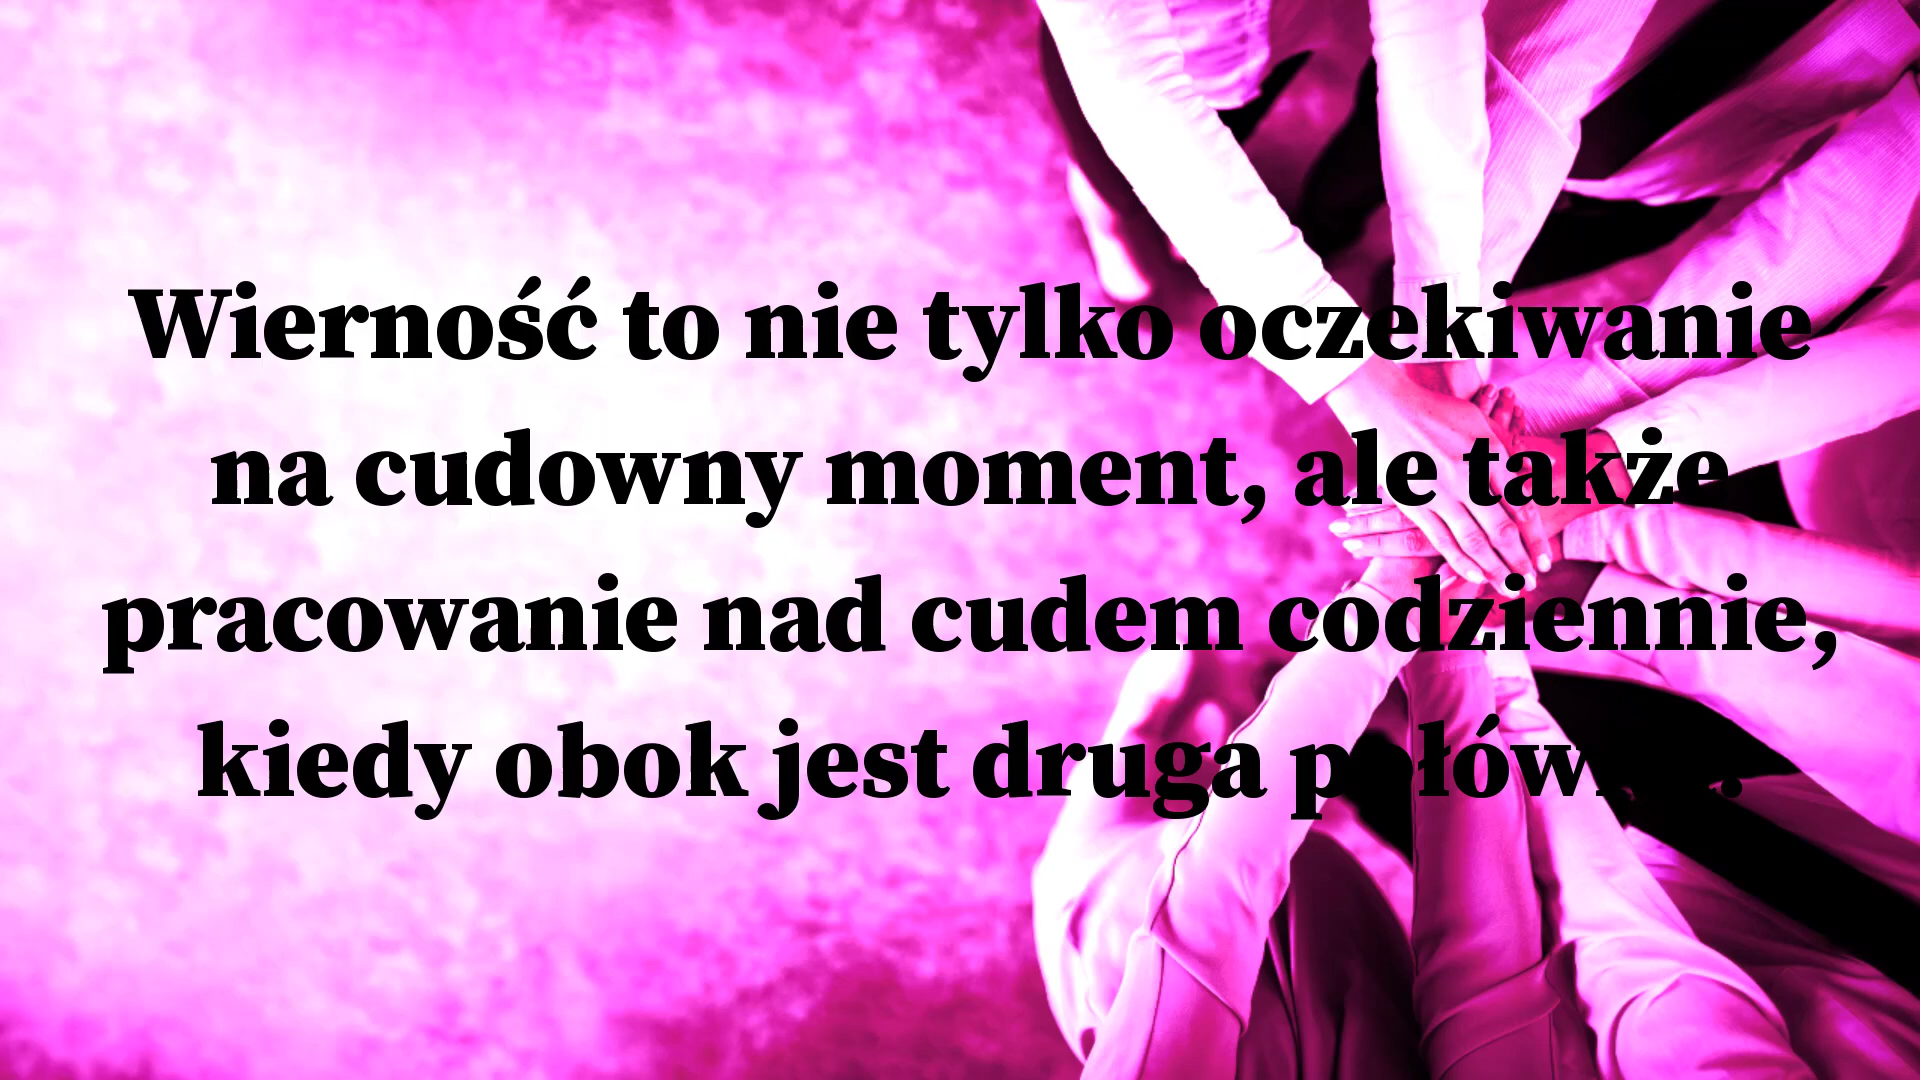 Wierność to nie tylko oczekiwanie
na cudowny moment, ale także
pracowanie nad cudem codziennie,
kiedy obok jest druga